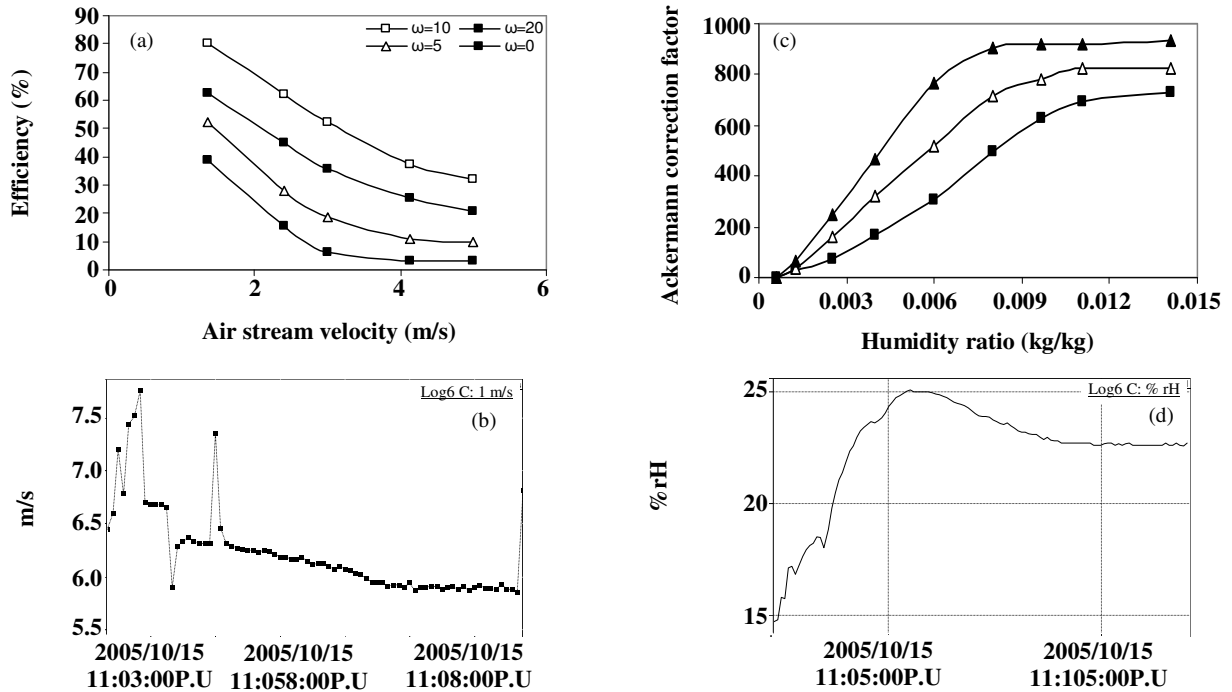 (a)
ω=10 ω=20
ω=5 ω=0
Efficiency (%)
90
80
70
60
50
40
30
20
10
0
0 2 4 6
Air stream velocity (m/s)
(c)
Ackermann correction factor
1000
800
600
400
200
0
0 0.003 0.006 0.009 0.012 0.015
Humidity ratio (kg/kg)
Log6 C: 1 m/s
(b)
m/s
7.5
7.0
6.5
6.0
5.5
2005/10/15 2005/10/15 2005/10/15
11:03:00P.U 11:058:00P.U 11:08:00P.U
Log6 C: % rH
(d)
%rH
25
20
15
2005/10/15 2005/10/15
11:05:00P.U 11:105:00P.U